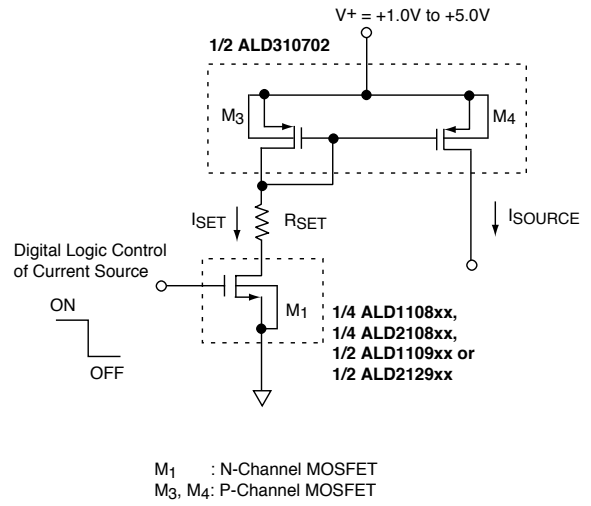 V+ = +1.0V to +5.0V
1/2 ALD310702
M3
M4
ISET
RSET
ISOURCE
Digital Logic Control
of Current Source
ON
OFF
M1
1/4 ALD1108xx,
1/4 ALD2108xx,
1/2 ALD1109xx or
1/2 ALD2129xx
M1 : N-Channel MOSFET
M3, M4: P-Channel MOSFET